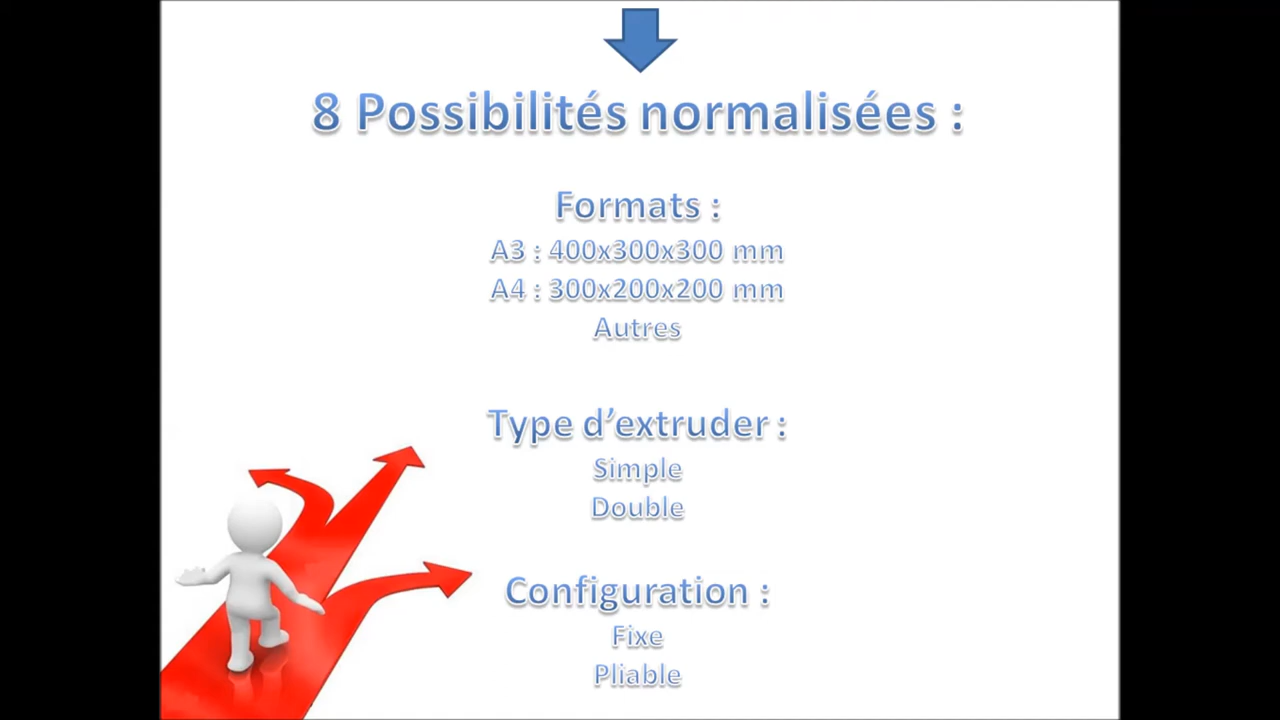 8 Possibilités normalisées :
Formats :
A3 : 400x300x300 mm
A4 : 300x200x200 mm
Autres
Type d’extruder :
Simple
Double
Configuration :
Fixe
Pliable